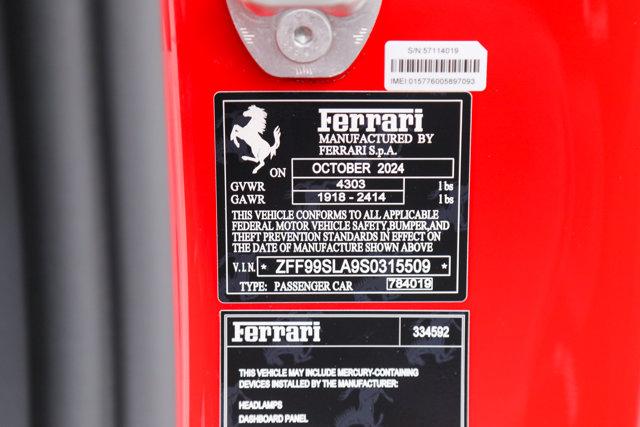 S/N:57114019
IMEI:015776005897093
Ferrari
MANUFACTURED BY
FERRARI S.p.A.
ON OCTOBER 2024
GVWR 4303 lbs
GAWR 1918 - 2414 lbs
THIS VEHICLE CONFORMS TO ALL APPLICABLE
FEDERAL MOTOR VEHICLE SAFETY,BUMPER,AND
THEFT PREVENTION STANDARDS IN EFFECT ON
THE DATE OF MANUFACTURE SHOWN ABOVE
V.I.N. * ZFF99SLA9S0315509 *
TYPE: PASSENGER CAR 784019
Ferrari 334592
THIS VEHICLE MAY INCLUDE MERCURY-CONTAINING
DEVICES INSTALLED BY THE MANUFACTURER:
HEADLAMPS
DASHBOARD PANEL